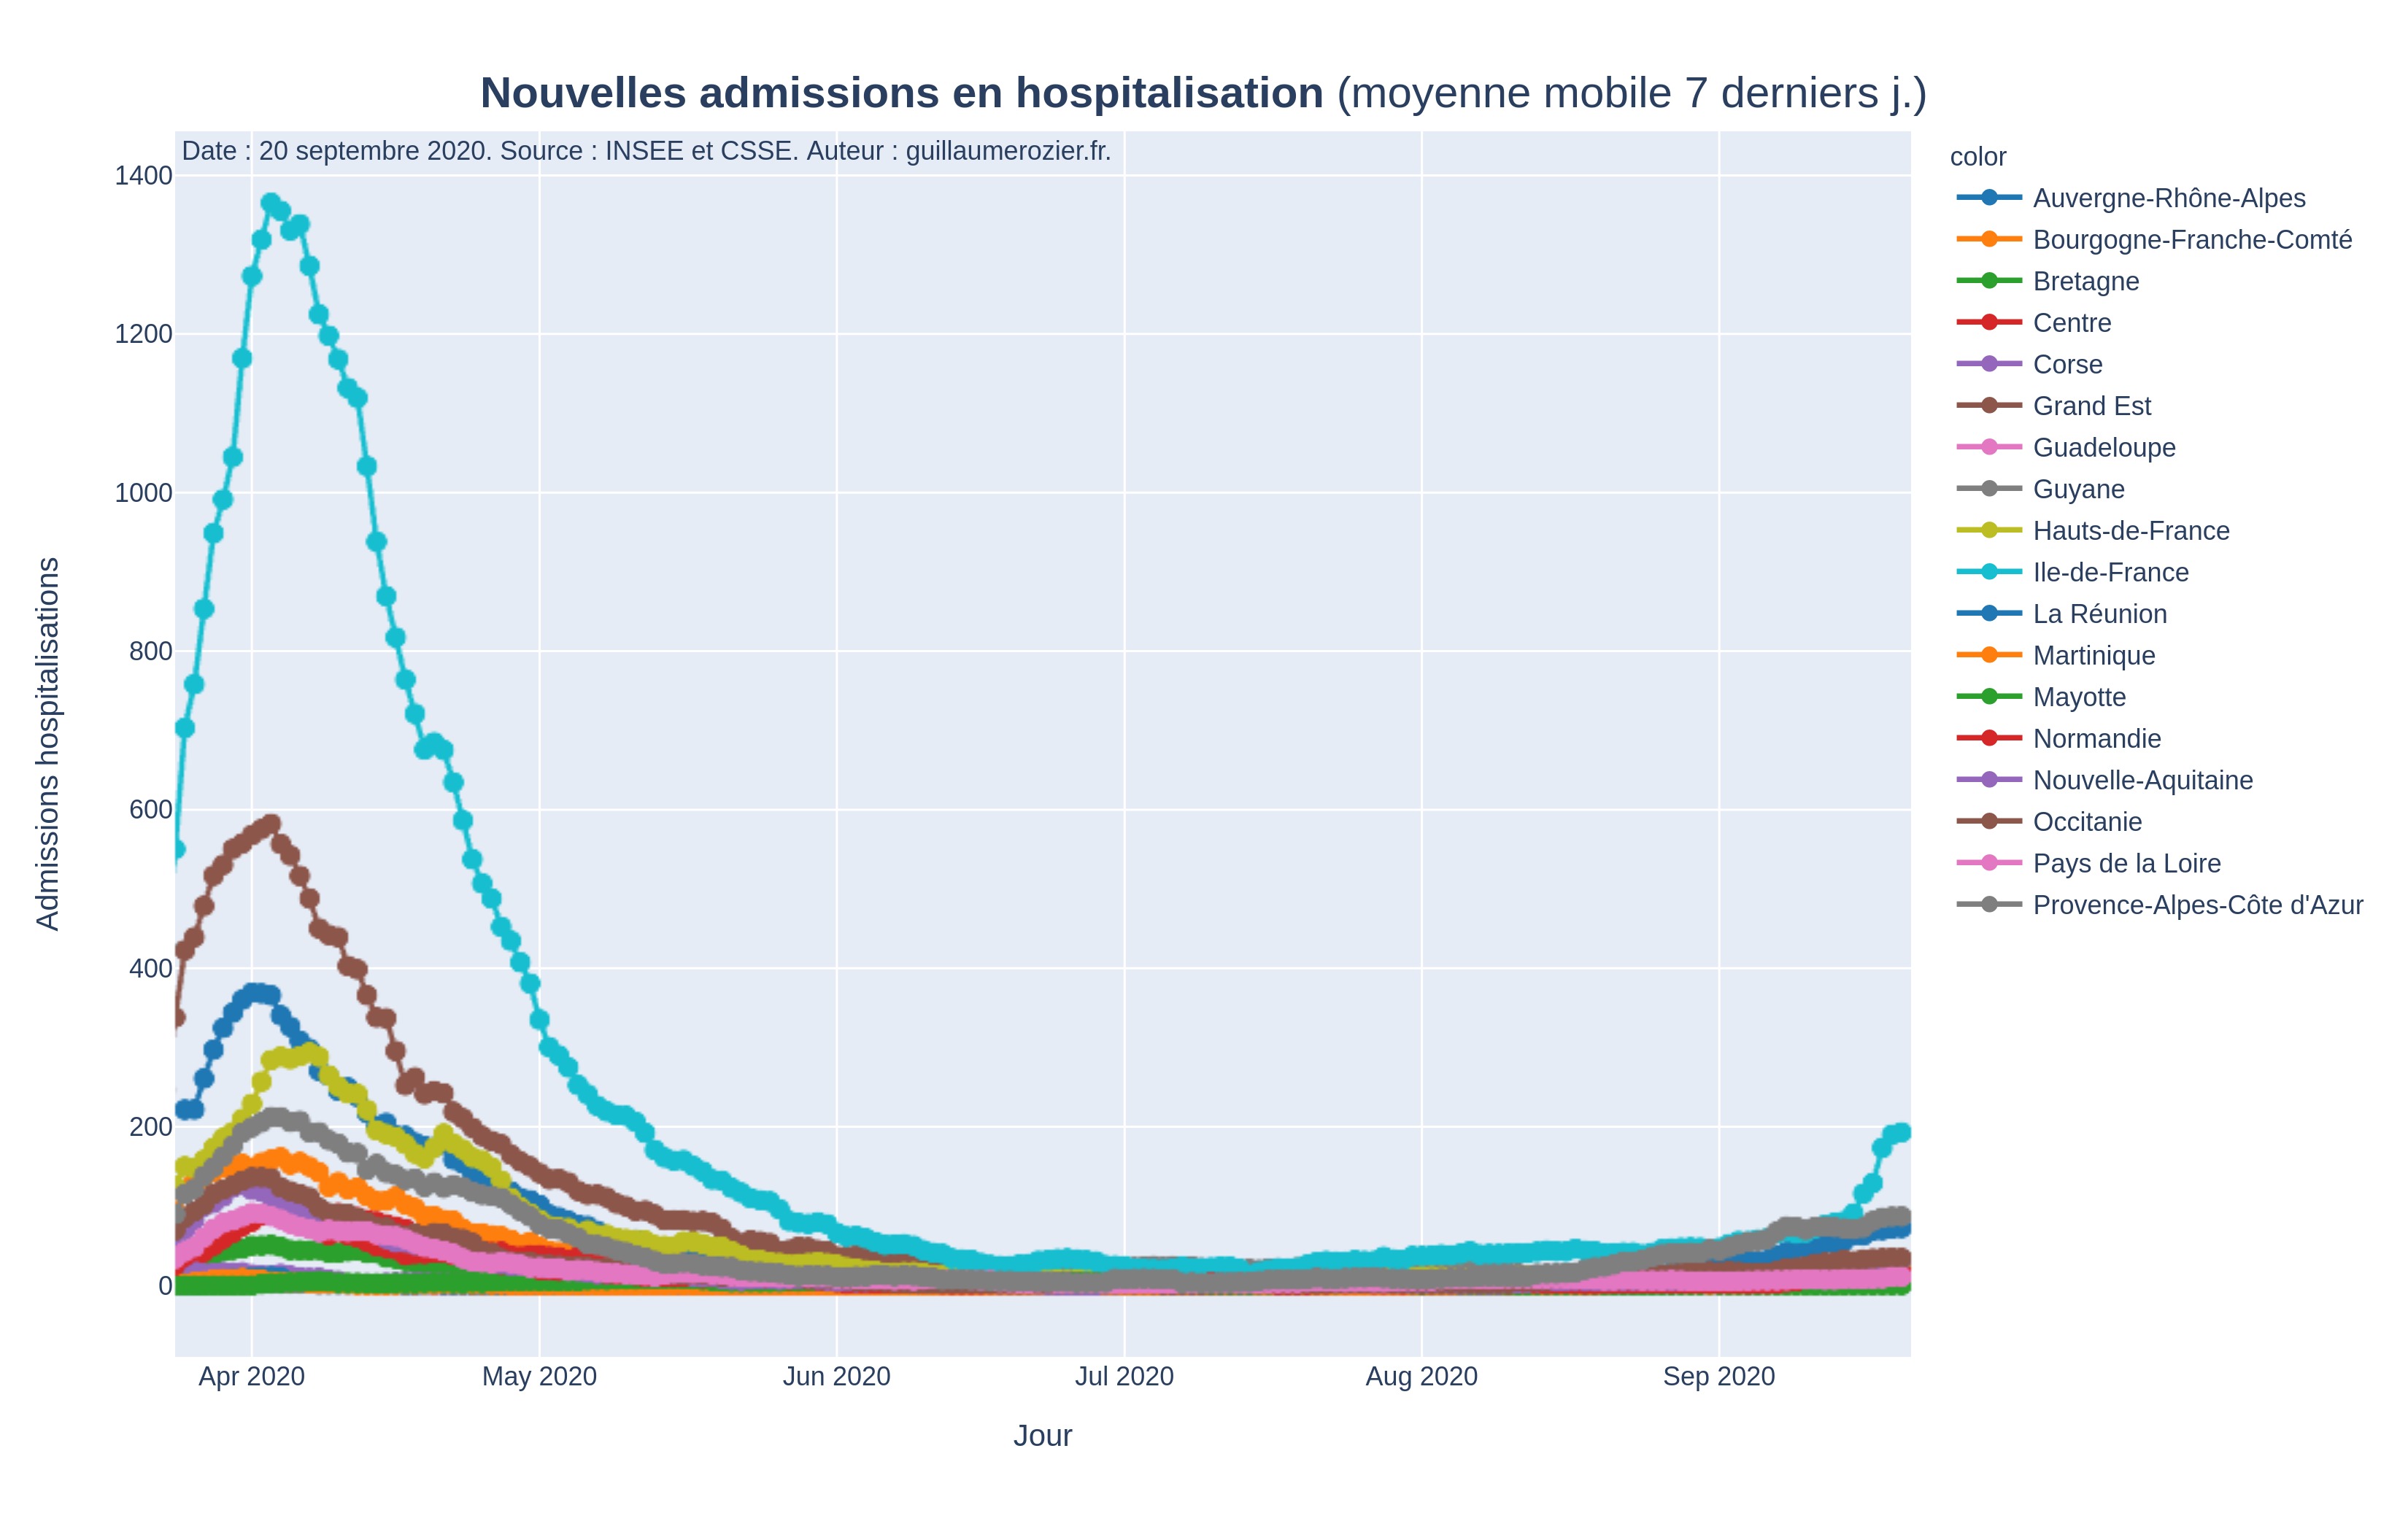 Nouvelles admissions en hospitalisation (moyenne mobile 7 derniers j.)
Date : 20 septembre 2020. Source : INSEE et CSSE. Auteur : guillaumerozier.fr.
1400
1200
1000
800
600
400
200
0
Admissions hospitalisations
Apr 2020
May 2020
Jun 2020
Jul 2020
Aug 2020
Sep 2020
Jour
color
Auvergne-Rhône-Alpes
Bourgogne-Franche-Comté
Bretagne
Centre
Corse
Grand Est
Guadeloupe
Guyane
Hauts-de-France
Ile-de-France
La Réunion
Martinique
Mayotte
Normandie
Nouvelle-Aquitaine
Occitanie
Pays de la Loire
Provence-Alpes-Côte d'Azur